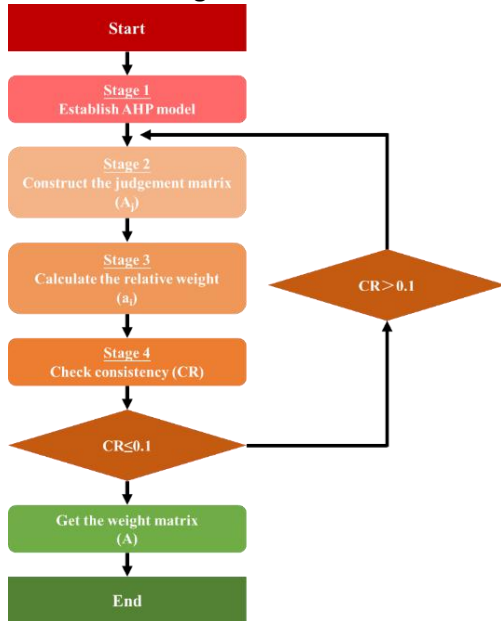 Start
Stage 1
Establish AHP model
Stage 2
Construct the judgement matrix
(Aj)
Stage 3
Calculate the relative weight
(ai)
Stage 4
Check consistency (CR)
CR≤0.1
CR＞0.1
Get the weight matrix
(A)
End